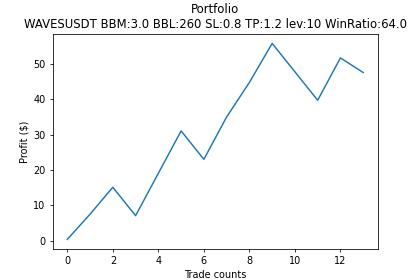 Portfolio
WAVESUSDT BBM:3.0 BBL:260 SL:0.8 TP:1.2 lev:10 WinRatio:64.0
50
40
30
20
10
0
Profit ($)
0 2 4 6 8 10 12
Trade counts